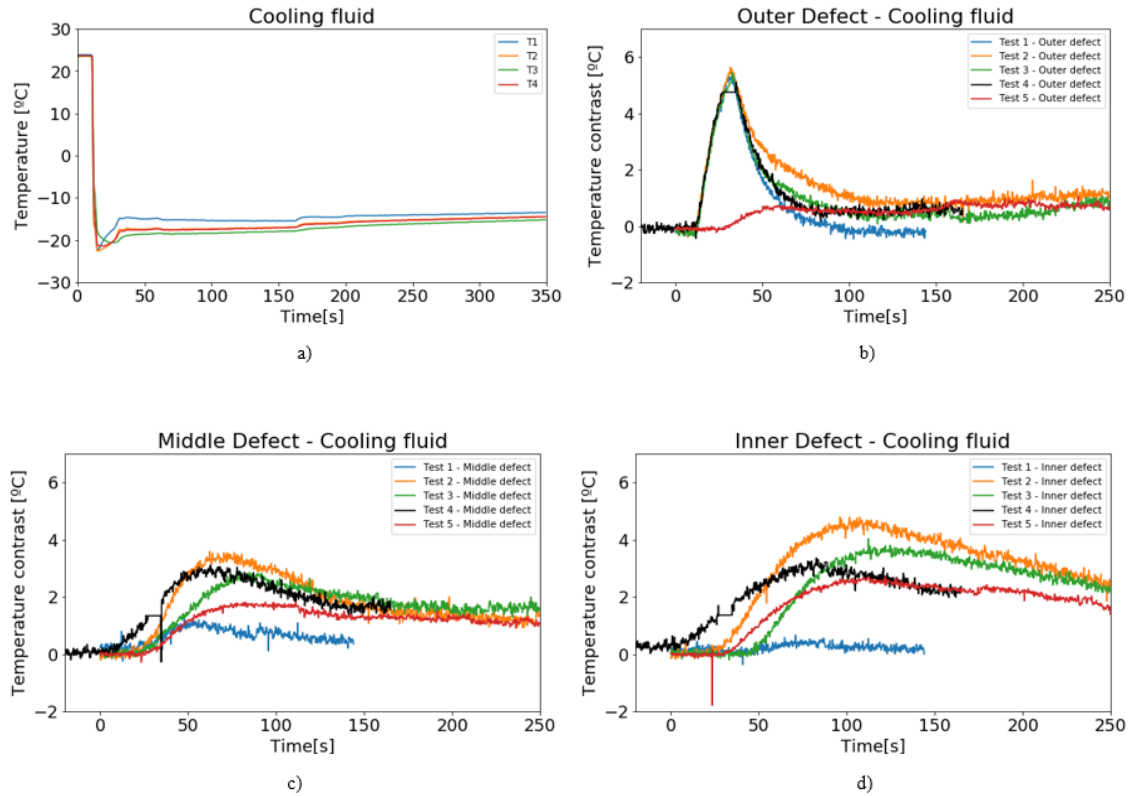 Cooling fluid
Temperature [ºC]
30
20
10
0
−10
−20
−30
0
50
100
150
200
250
300
350
Time[s]
T1
T2
T3
T4
a)
Outer Defect - Cooling fluid
Temperature contrast [ºC]
6
4
2
0
−2
0
50
100
150
200
250
Time[s]
Test 1 - Outer defect
Test 2 - Outer defect
Test 3 - Outer defect
Test 4 - Outer defect
Test 5 - Outer defect
b)
Middle Defect - Cooling fluid
Temperature contrast [ºC]
6
4
2
0
−2
0
50
100
150
200
250
Time[s]
Test 1 - Middle defect
Test 2 - Middle defect
Test 3 - Middle defect
Test 4 - Middle defect
Test 5 - Middle defect
c)
Inner Defect - Cooling fluid
Temperature contrast [ºC]
6
4
2
0
−2
0
50
100
150
200
250
Time[s]
Test 1 - Inner defect
Test 2 - Inner defect
Test 3 - Inner defect
Test 4 - Inner defect
Test 5 - Inner defect
d)